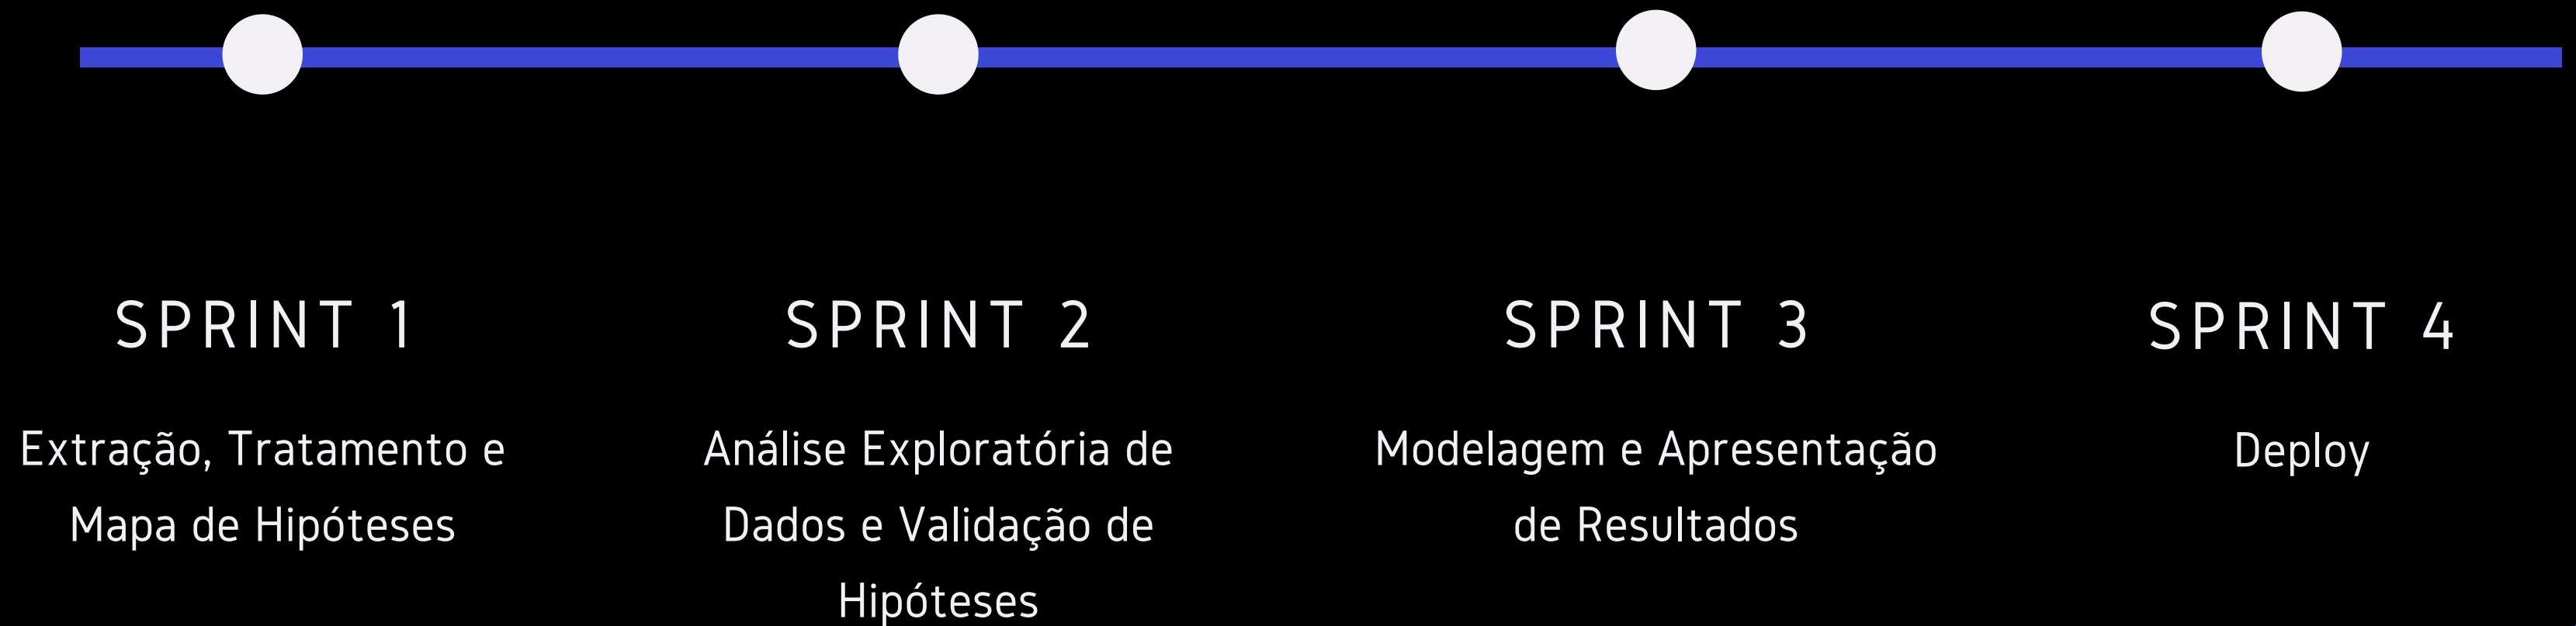 SPRINT 1
Extração, Tratamento e
Mapa de Hipóteses
SPRINT 2
Análise Exploratória de
Dados e Validação de
Hipóteses
SPRINT 3
Modelagem e Apresentação
de Resultados
SPRINT 4
Deploy